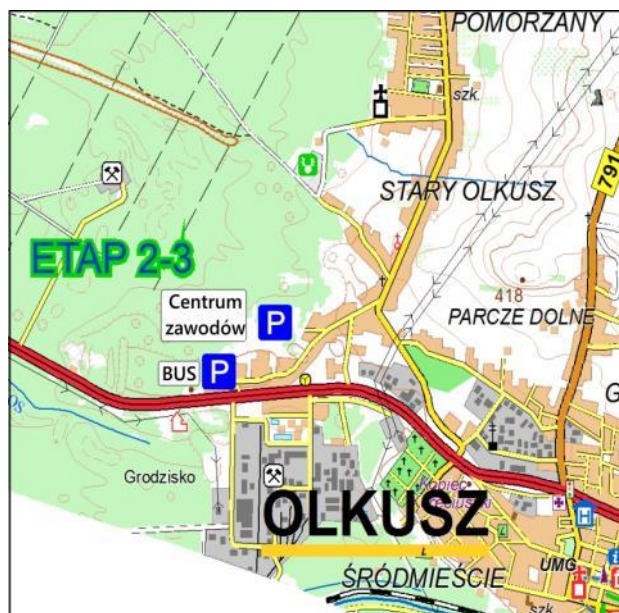 POMORZANY
szk.
791
STARY OLKUSZ
ETAP 2-3
418
Centrum
zawodów
P
PARCZE DOLNE
BUS
P
G
Grodzisko
OLKUSZ
H
ŚRÓDMIEŚCIE
UMG
i
szk.